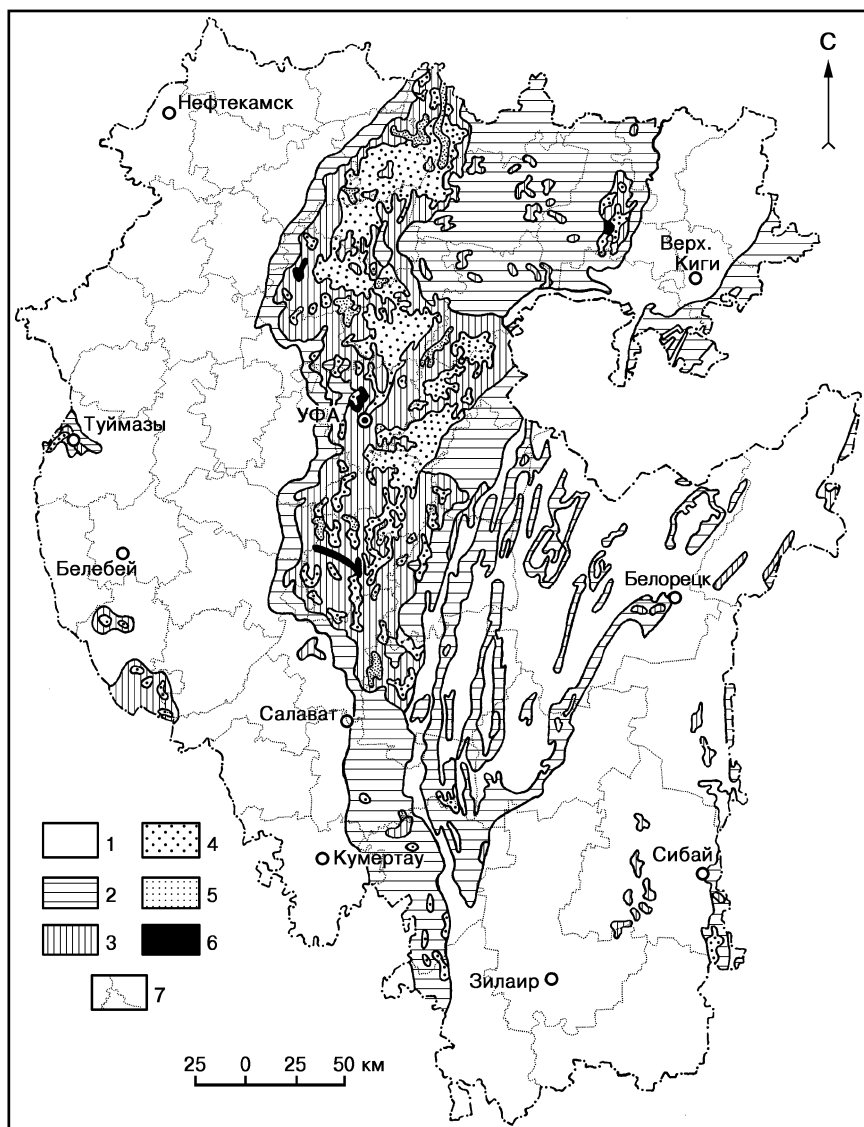 С
Нефтекамск
Верх.
Киги
УФА
Туймазы
Белебей
Белорецк
Салават
1
4
Кумертау
Сибай
2
5
3
6
Зилаир
7
25 0 25 50 км